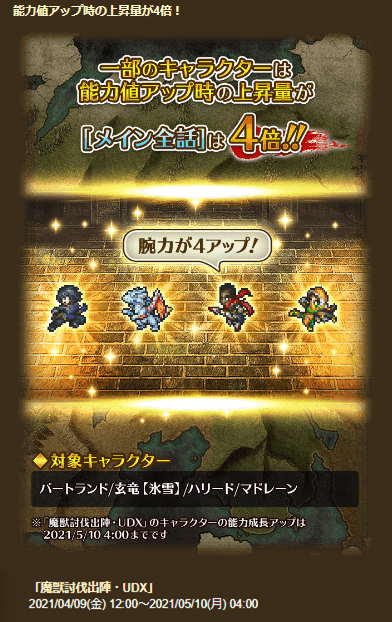 能力値アップ時の上昇量が4倍！
一部のキャラクターは
能力値アップ時の上昇量が
[メイン全話]は4倍!!
腕力が4アップ!
対象キャラクター
バートランド/玄竜【氷雪】/ハリード/マドレーン
※「魔獣討伐出陣・UDX」のキャラクターの能力成長アップは
2021/5/10 4:00までです
「魔獣討伐出陣・UDX」
2021/04/09(金) 12:00～2021/05/10(月) 04:00